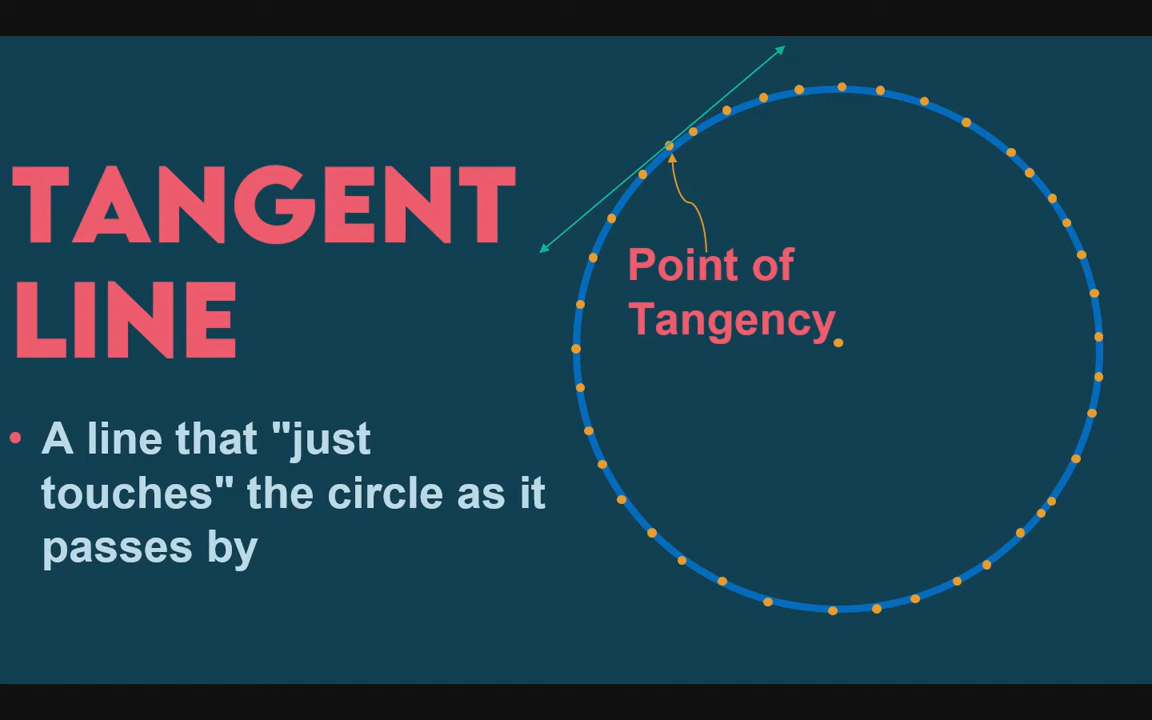 TANGENT
LINE
• A line that "just
touches" the circle as it
passes by
Point of
Tangency